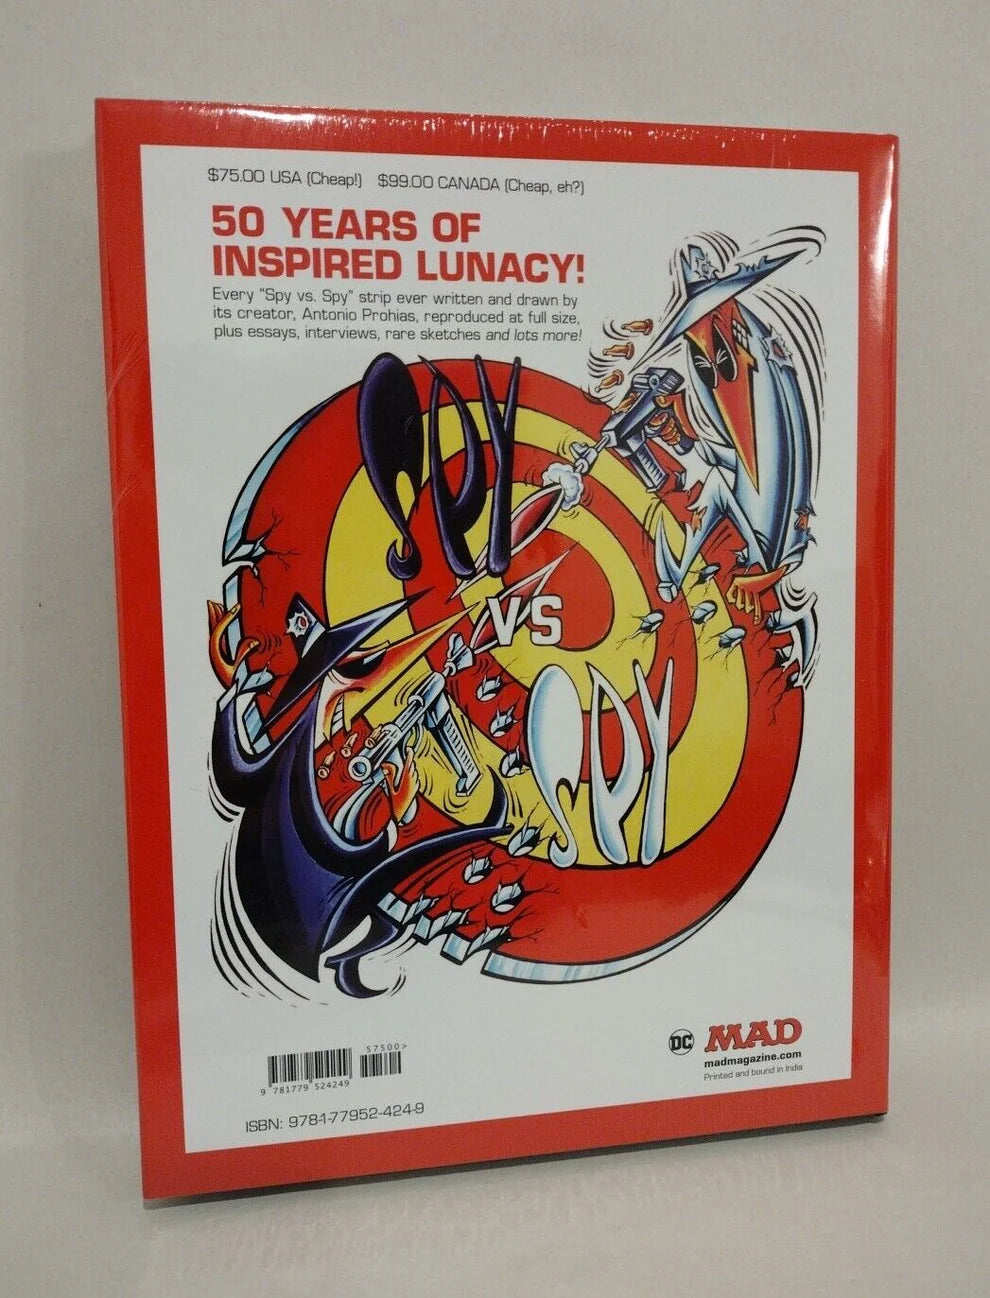 $75.00 USA (Cheap!) $99.00 CANADA (Cheap, eh?)
50 YEARS OF
INSPIRED LUNACY!
Every "Spy vs. Spy" strip ever written and drawn by
its creator, Antonio Prohias, reproduced at full size,
plus essays, interviews, rare sketches and lots more!
SPY
VS
SPY
57500>
9 781779 524249
ISBN: 978-1-77952-424-9
DC MAD
madmagazine.com
Printed and bound in India